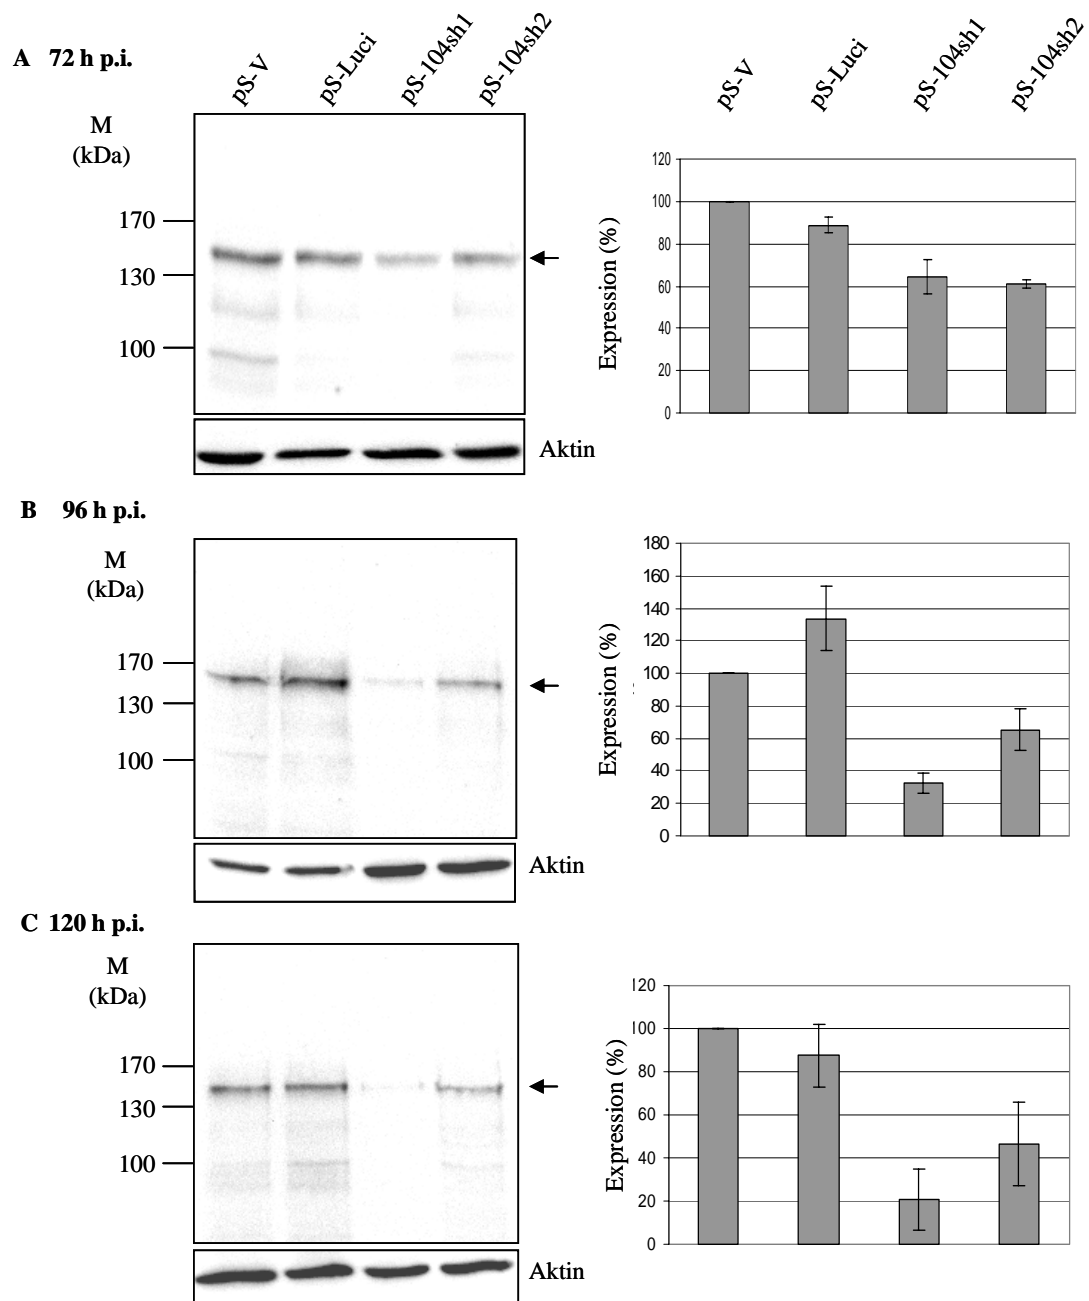 A 72 h p.i.
pS-V
pS-Luci
pS-104sh1
pS-104sh2
M
(kDa)
170
130
100
Aktin
pS-V
pS-Luci
pS-104sh1
pS-104sh2
Expression (%)
120
100
80
60
40
20
0
B 96 h p.i.
M
(kDa)
170
130
100
Aktin
Expression (%)
180
160
140
120
100
80
60
40
20
0
C 120 h p.i.
M
(kDa)
170
130
100
Aktin
Expression (%)
120
100
80
60
40
20
0